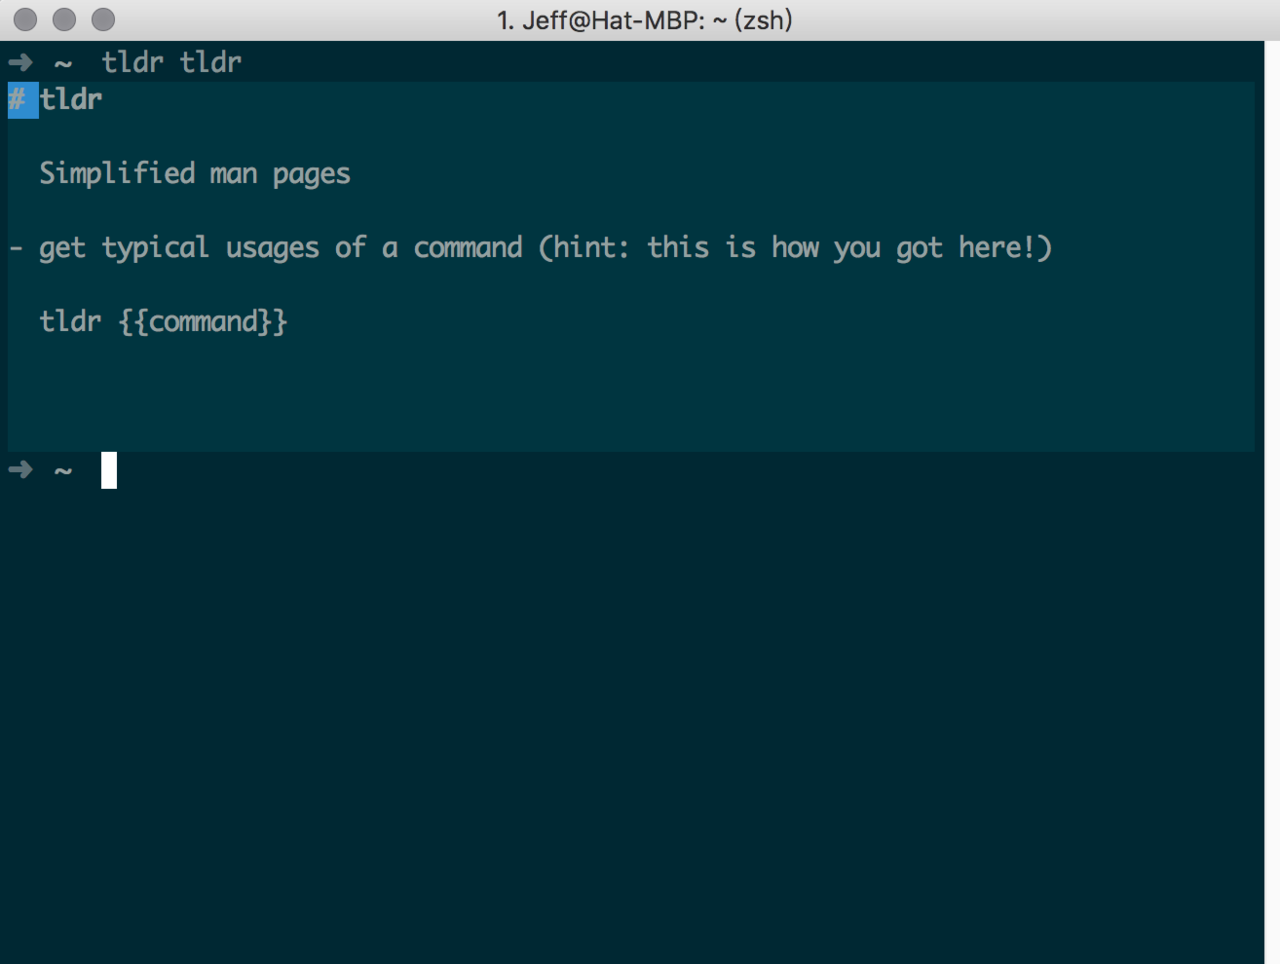 1. Jeff@Hat-MBP: ~ (zsh)
➜ ~ tldr tldr
# tldr
Simplified man pages
- get typical usages of a command (hint: this is how you got here!)
tldr {{command}}
➜ ~